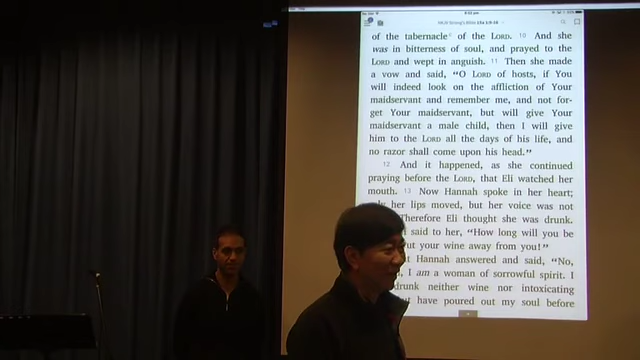 of the tabernacle of the LORD. 10 And she
was in bitterness of soul, and prayed to the
LORD and wept in anguish. 11 Then she made
a vow and said, “O LORD of hosts, if You
will indeed look on the affliction of Your
maidservant and remember me, and not for-
get Your maidservant, but will give Your
maidservant a male child, then I will give
him to the LORD all the days of his life, and
no razor shall come upon his head.”
12 And it happened, as she continued
praying before the LORD, that Eli watched her
mouth. 13 Now Hannah spoke in her heart;
her lips moved, but her voice was not
Therefore Eli thought she was drunk.
said to her, “How long will you be
your wine away from you!”
Hannah answered and said, “No,
I am a woman of sorrowful spirit. I
drunk neither wine nor intoxicating
have poured out my soul before